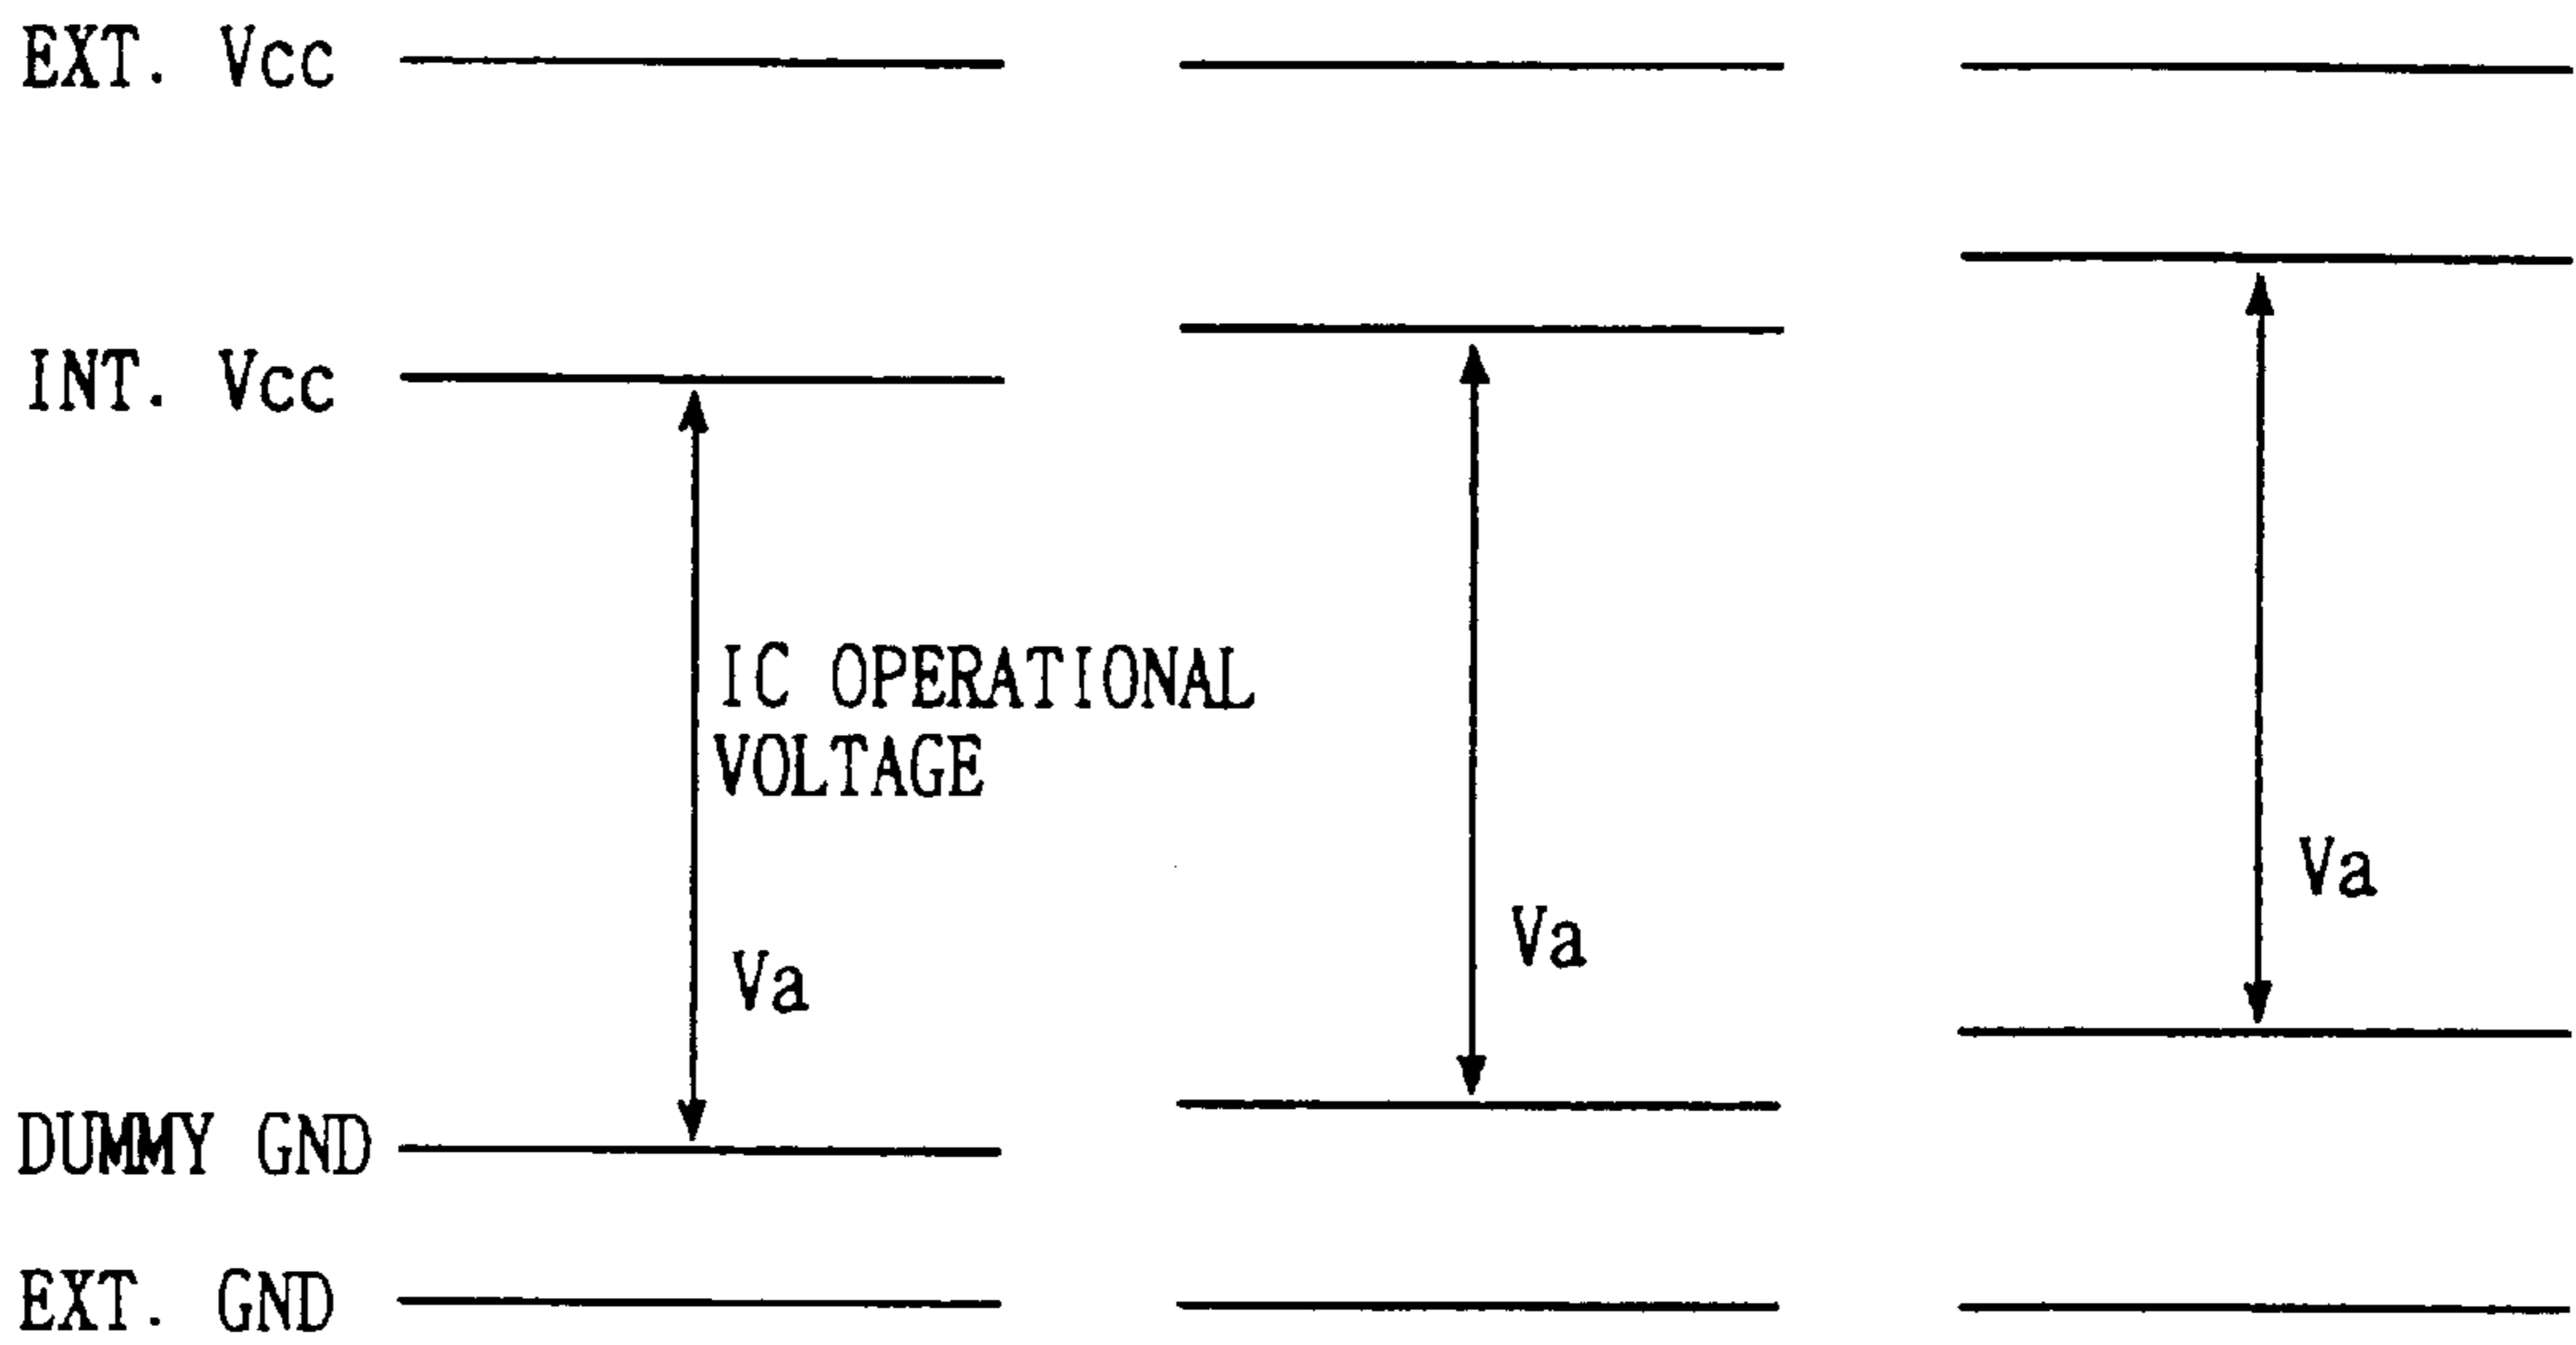 EXT. Vcc
INT. Vcc
IC OPERATIONAL
VOLTAGE
Va
Va
Va
DUMMY GND
EXT. GND